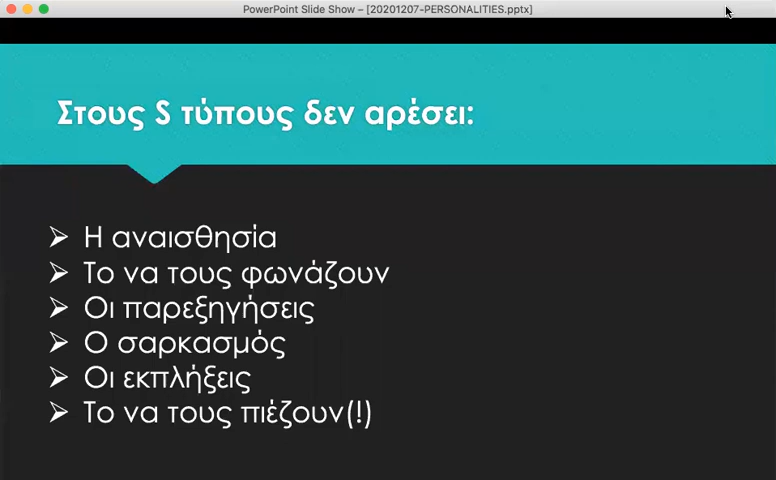 PowerPoint Slide Show – [20201207-PERSONALITIES.pptx]
Στους S τύπους δεν αρέσει:
➢ Η αναισθησία
➢ Το να τους φωνάζουν
➢ Οι παρεξηγήσεις
➢ Ο σαρκασμός
➢ Οι εκπλήξεις
➢ Το να τους πιέζουν(!)